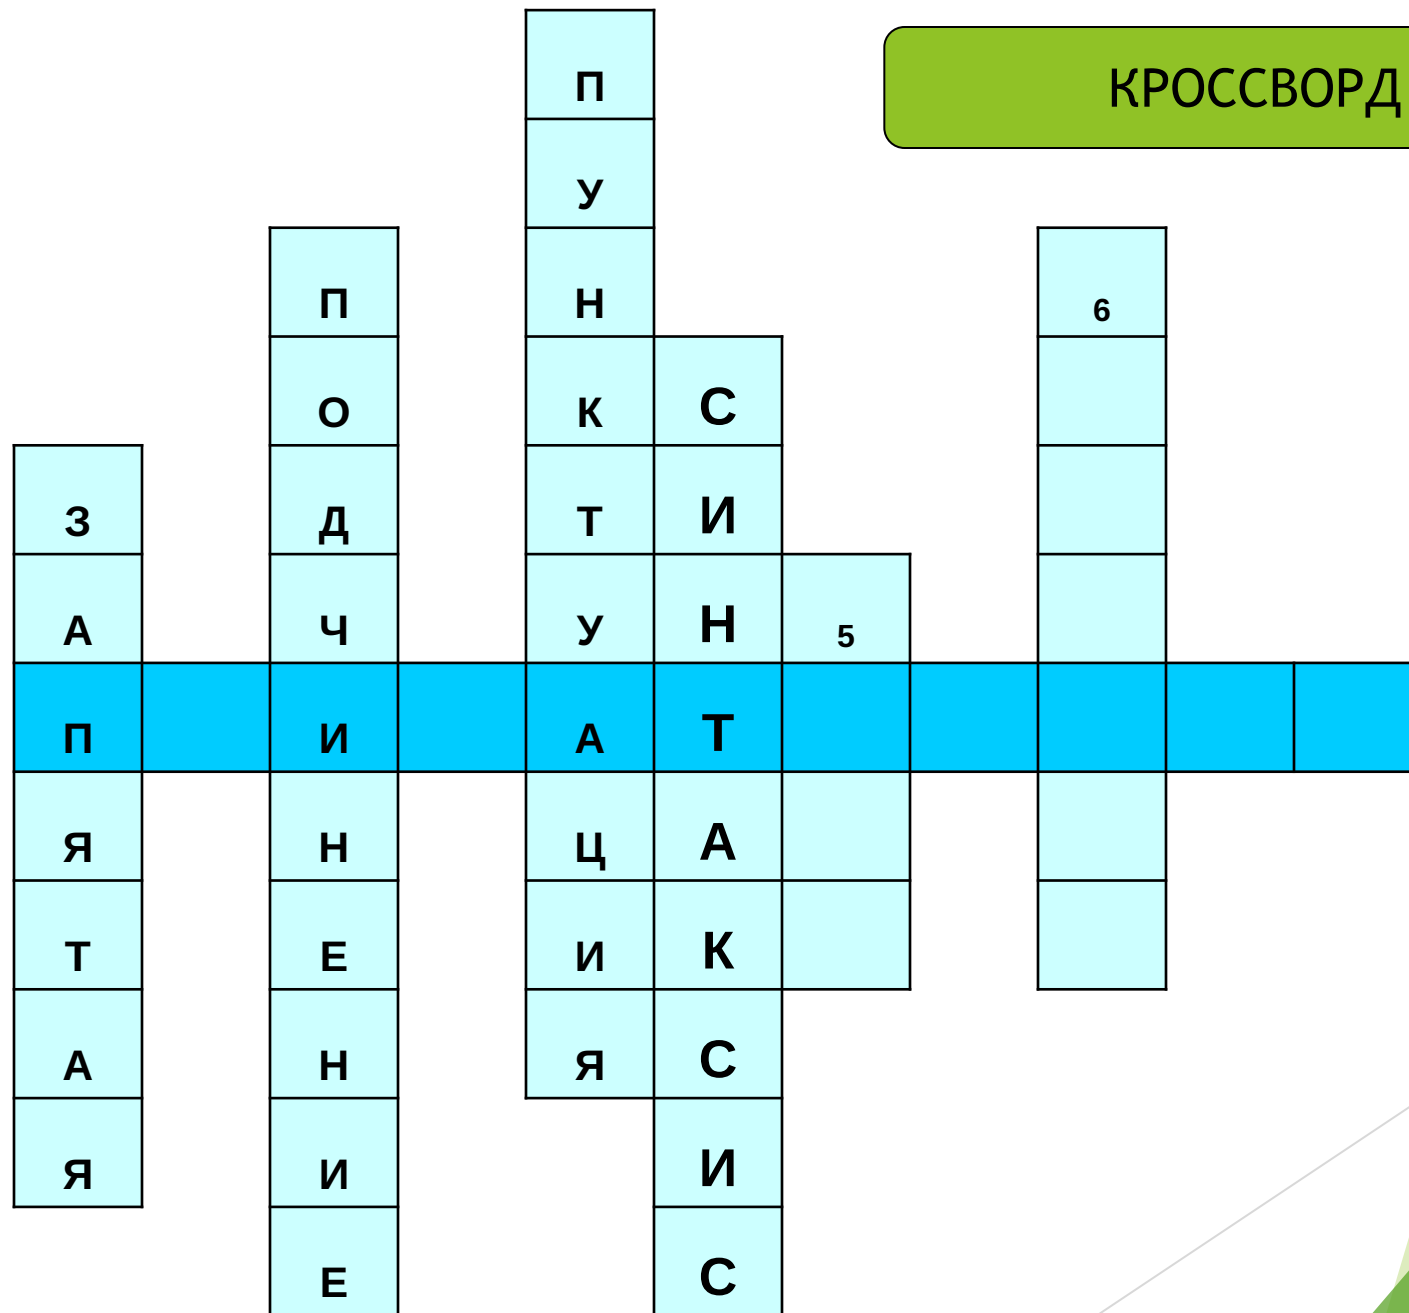 КРОССВОРД
П
У
П Н 6
О К С
З Д Т И
А Ч У Н 5
П И А Т
Я Н Ц А
Т Е И К
А Н Я С
Я И И
Е С